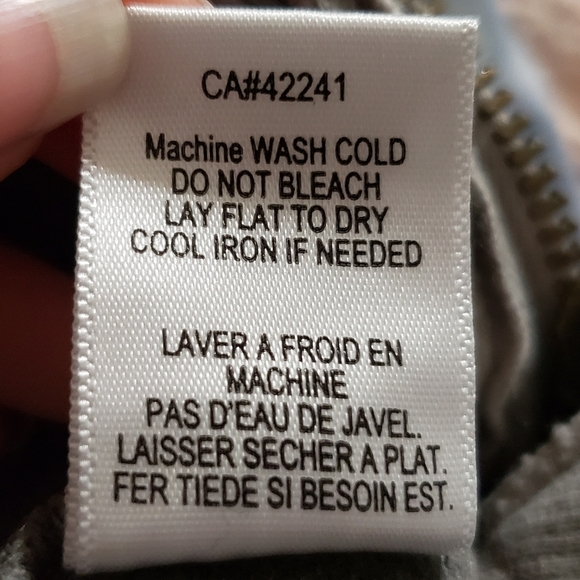 CA#42241
Machine WASH COLD
DO NOT BLEACH
LAY FLAT TO DRY
COOL IRON IF NEEDED
LAVER A FROID EN
MACHINE
PAS D'EAU DE JAVEL.
LAISSER SECHER A PLAT.
FER TIEDE SI BESOIN EST.